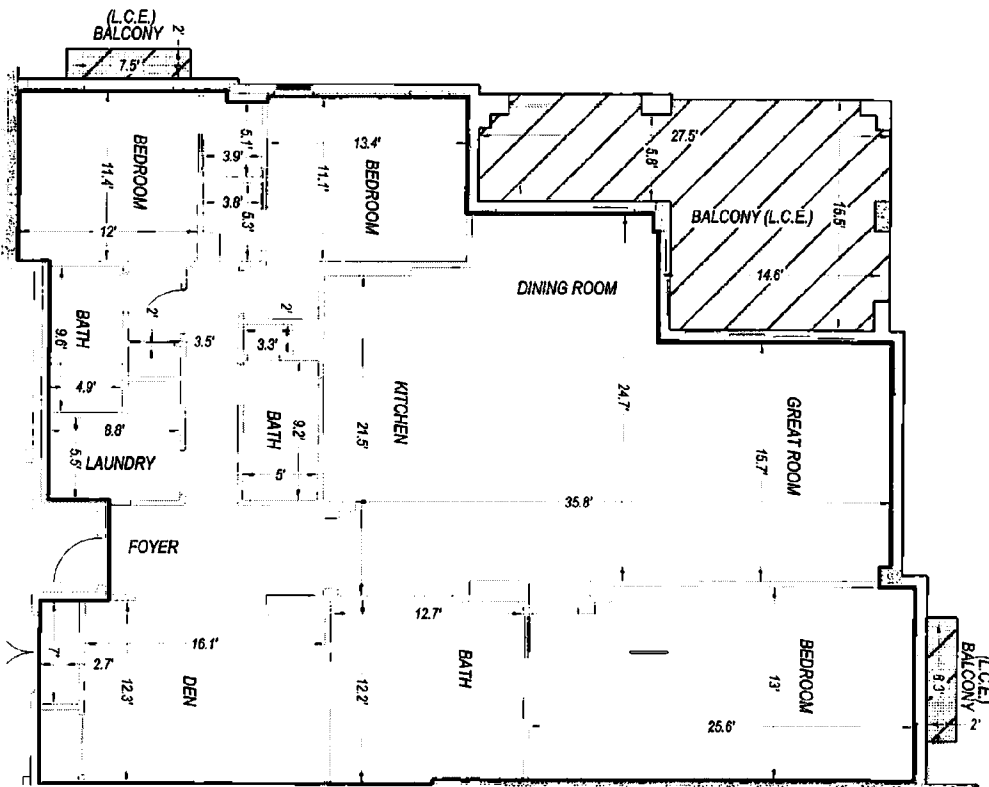 (L.C.E.)
BALCONY
2'
7.5'
BEDROOM
11.4'
12'
5.1'
3.9'
3.8'
5.3'
13.4'
11.1'
BEDROOM
27.5'
5.8'
BALCONY (L.C.E.)
15.5'
14.6'
DINING ROOM
BATH
9.6'
4.9'
2'
3.5'
2'
3.3'
8.8'
5.5'
LAUNDRY
BATH
9.2'
5'
KITCHEN
21.5'
24.7'
GREAT ROOM
15.7'
35.8'
FOYER
7'
2.7'
16.1'
12.3'
DEN
12.7'
12.2'
BATH
BEDROOM
13'
25.6'
(L.C.E.)
BALCONY
2'